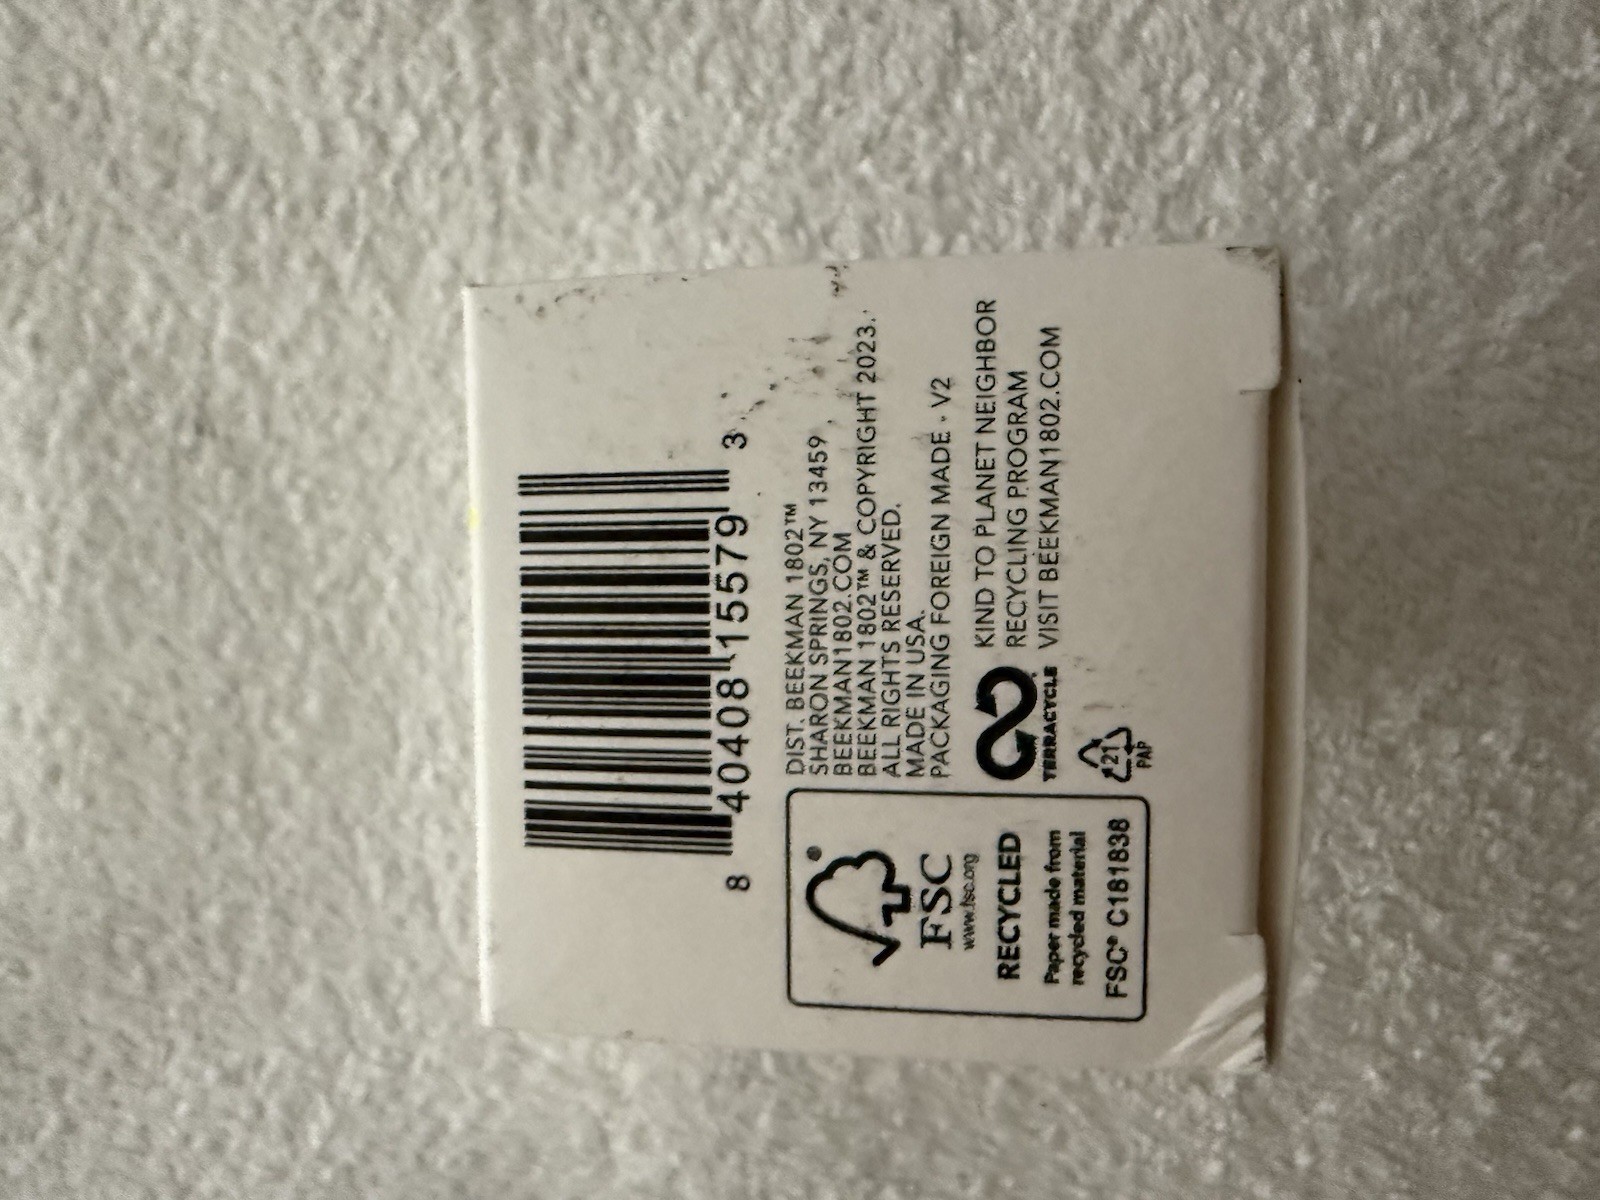 8 40408 15579 3
DIST. BEEKMAN 1802™
SHARON SPRINGS, NY 13459
BEEKMAN1802.COM
BEEKMAN 1802™ & COPYRIGHT 2023.
ALL RIGHTS RESERVED.
MADE IN USA.
PACKAGING FOREIGN MADE - V2
KIND TO PLANET NEIGHBOR
RECYCLING PROGRAM
VISIT BEEKMAN1802.COM
TERRACYCLE
21
PAP
®
FSC
www.fsc.org
RECYCLED
Paper made from
recycled material
FSC® C181838